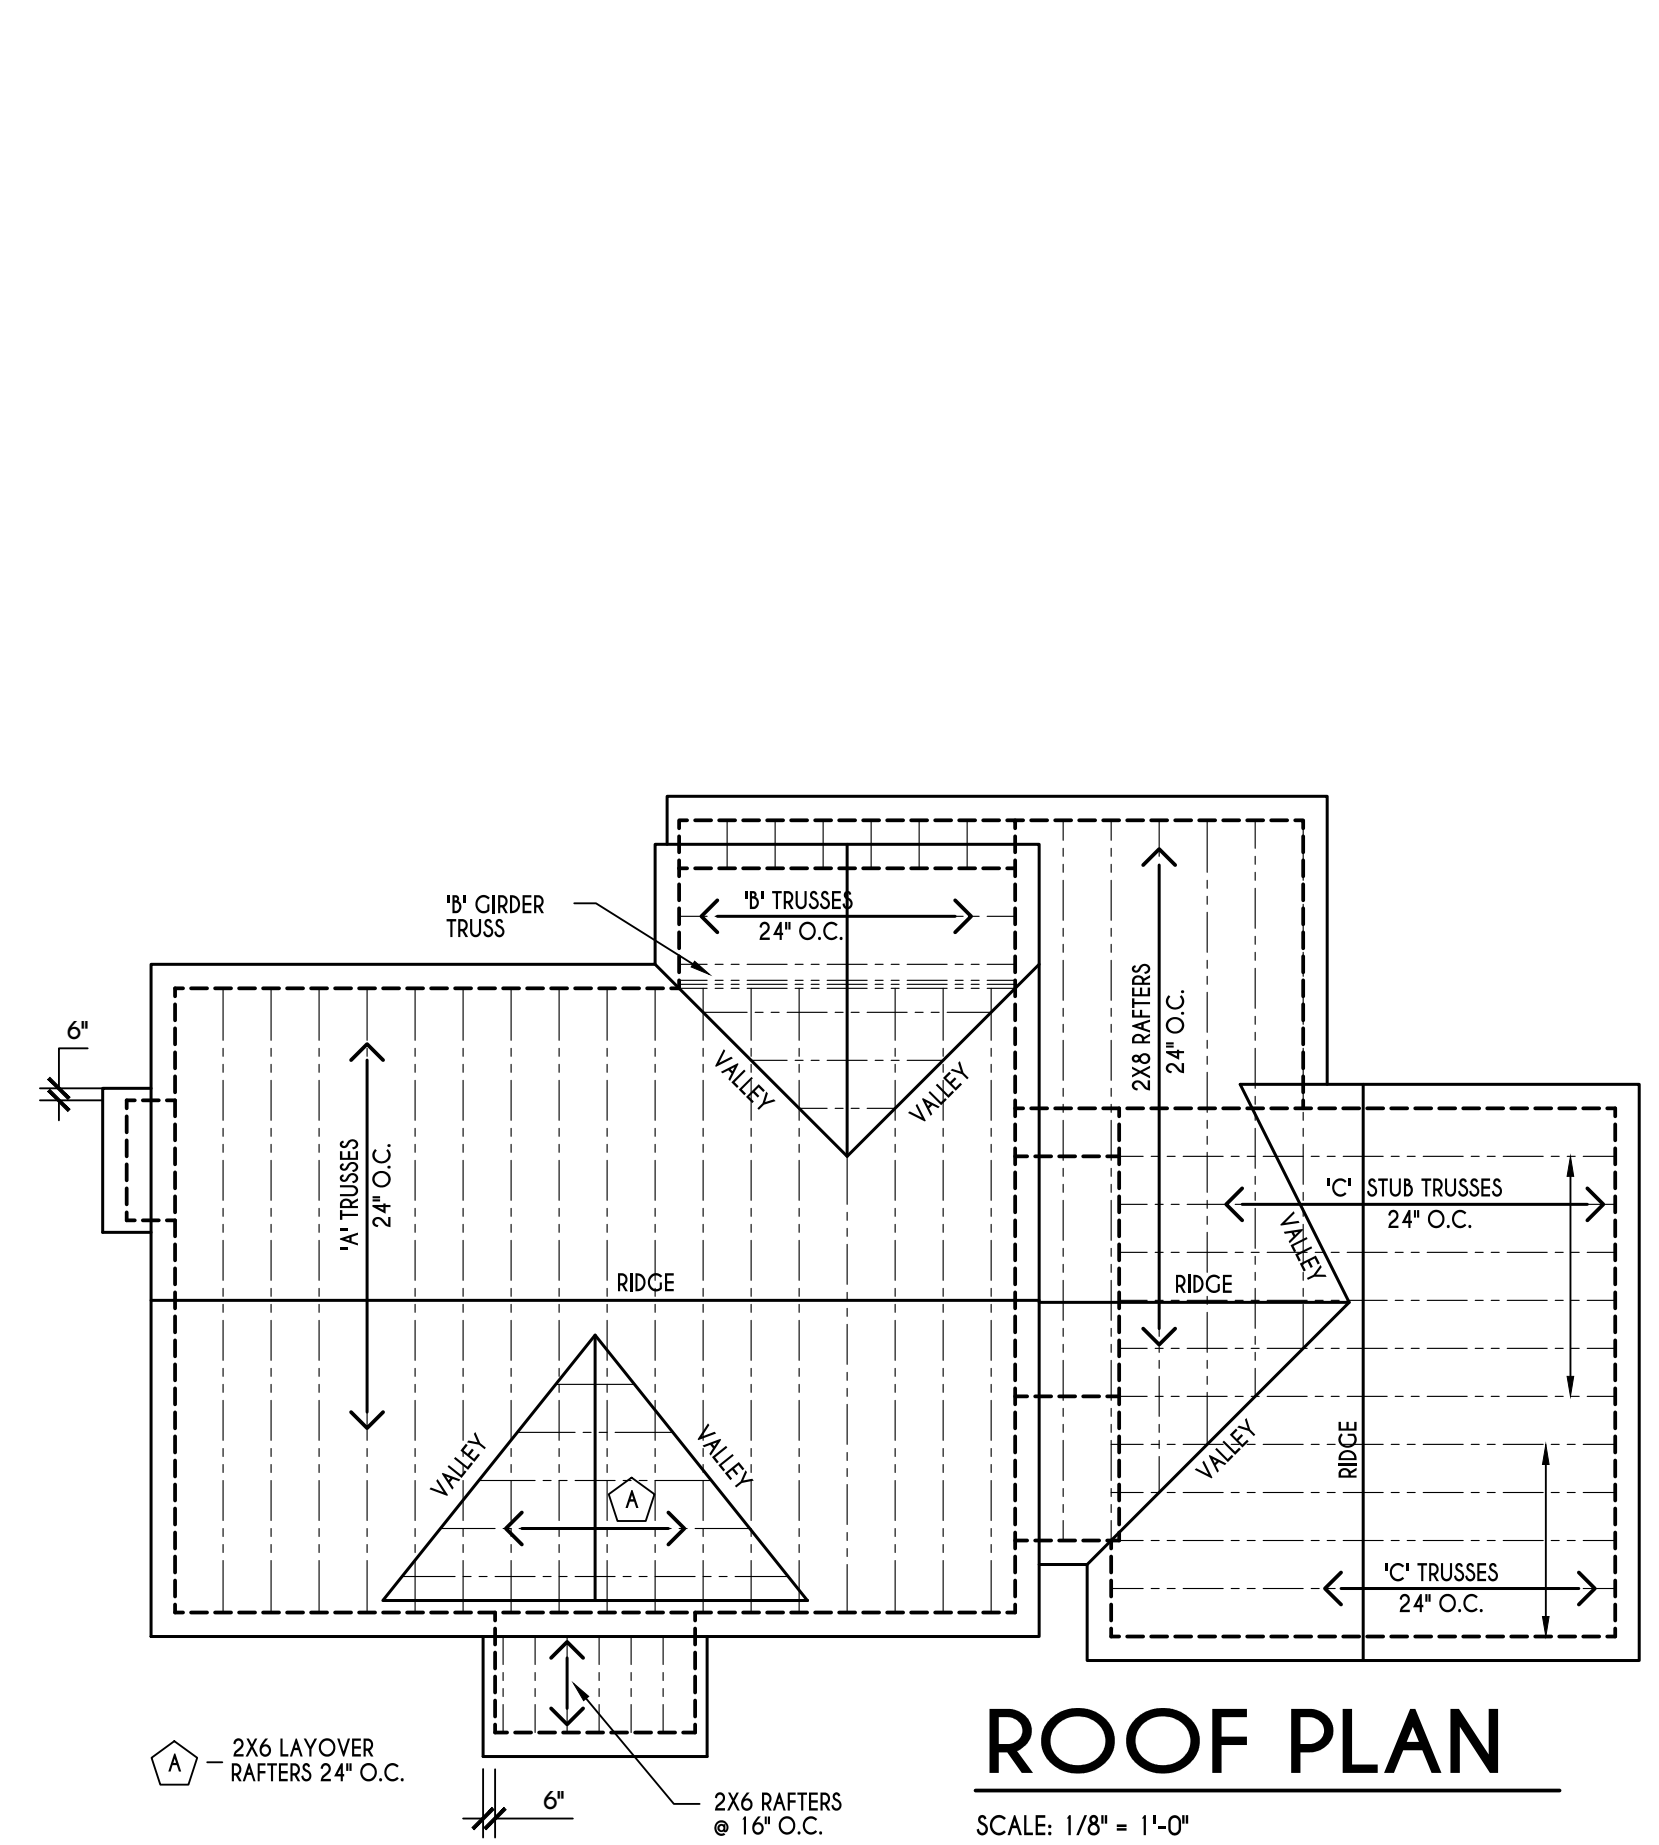 'B' GIRDER
TRUSS
'B' TRUSSES
24" O.C.
2X8 RAFTERS
24" O.C.
6"
'A' TRUSSES
24" O.C.
VALLEY
VALLEY
'C' STUB TRUSSES
24" O.C.
VALLEY
RIDGE
RIDGE
VALLEY
VALLEY
A
VALLEY
RIDGE
'C' TRUSSES
24" O.C.
A
2X6 LAYOVER
RAFTERS 24" O.C.
6"
2X6 RAFTERS
@ 16" O.C.
ROOF PLAN
SCALE: 1/8" = 1'-0"